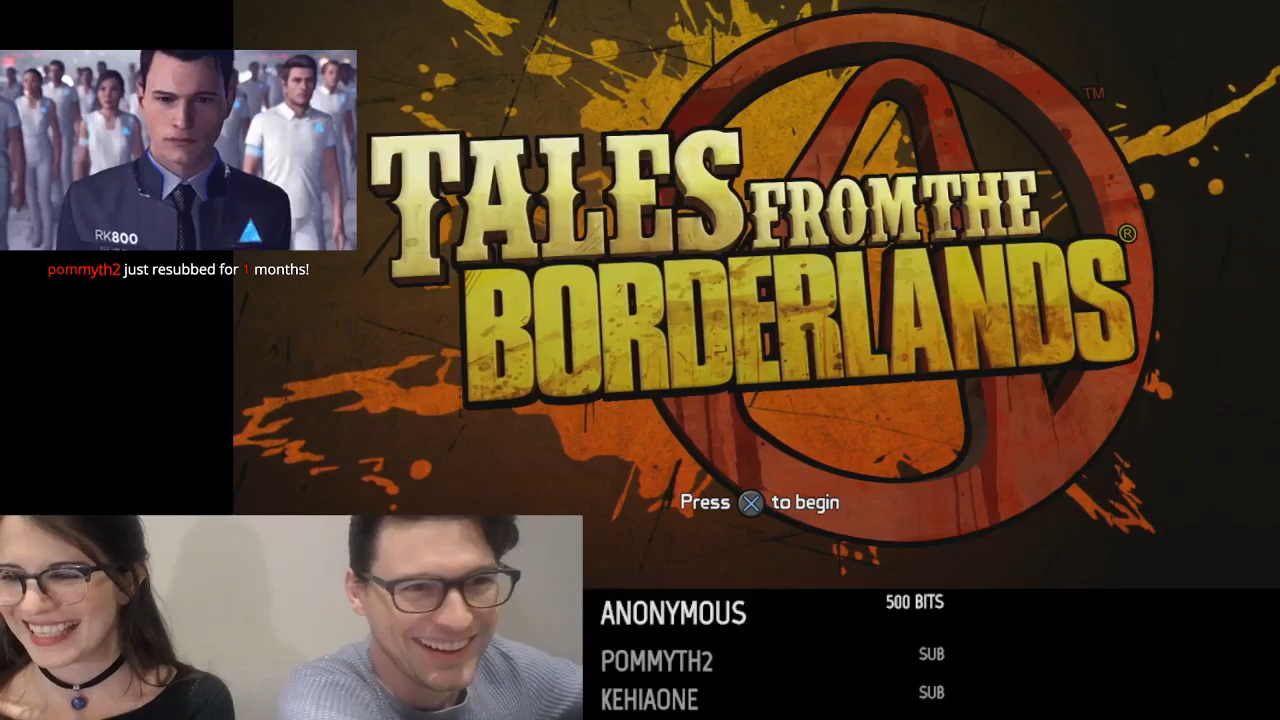 RK800
pommyth2 just resubbed for 1 months!
TALES FROM THE
BORDERLANDS
TM
®
Press ⓧ to begin
ANONYMOUS 500 BITS
POMMYTH2 SUB
KEHIAONE SUB